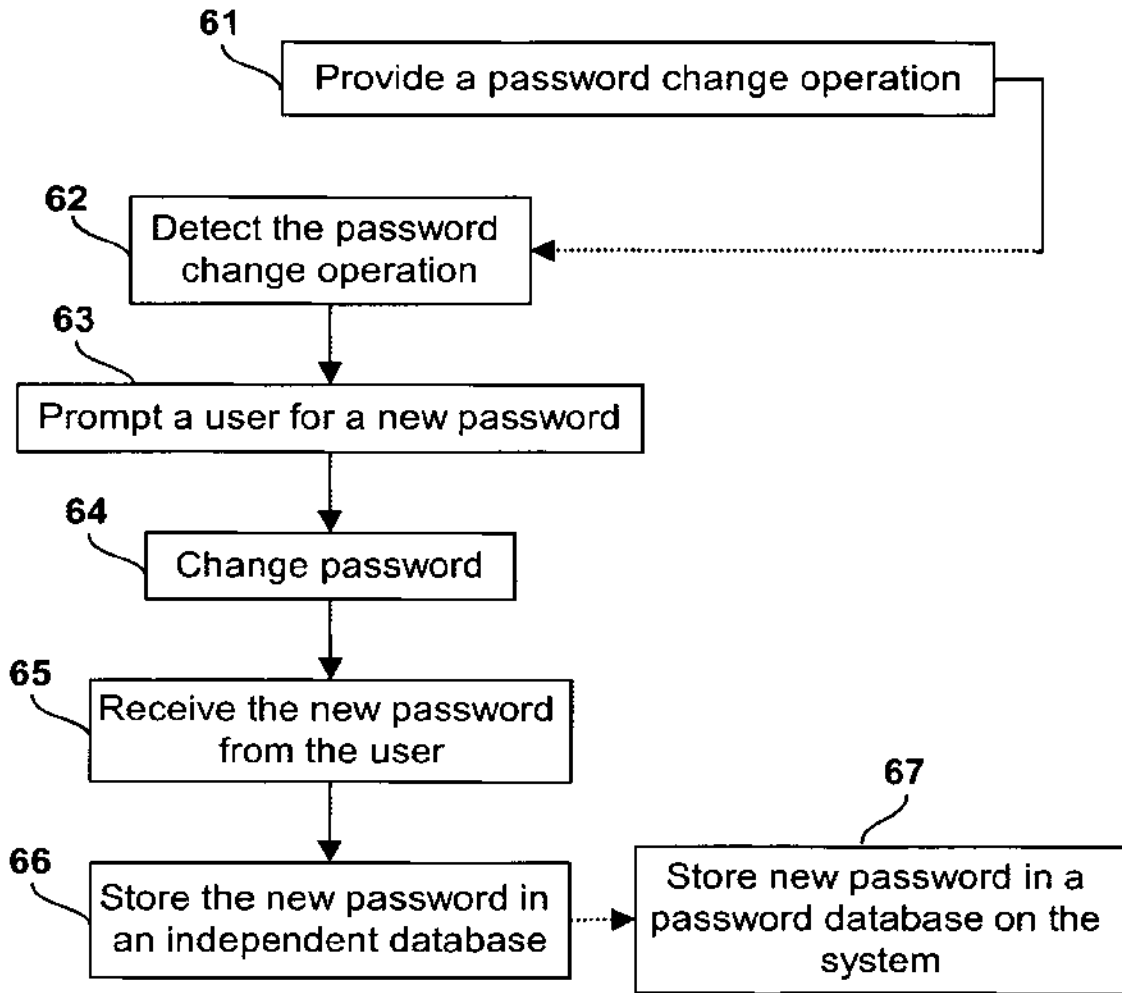 61
Provide a password change operation
62
Detect the password
change operation
63
Prompt a user for a new password
64
Change password
65
Receive the new password
from the user
66
Store the new password in
an independent database
67
Store new password in a
password database on the
system